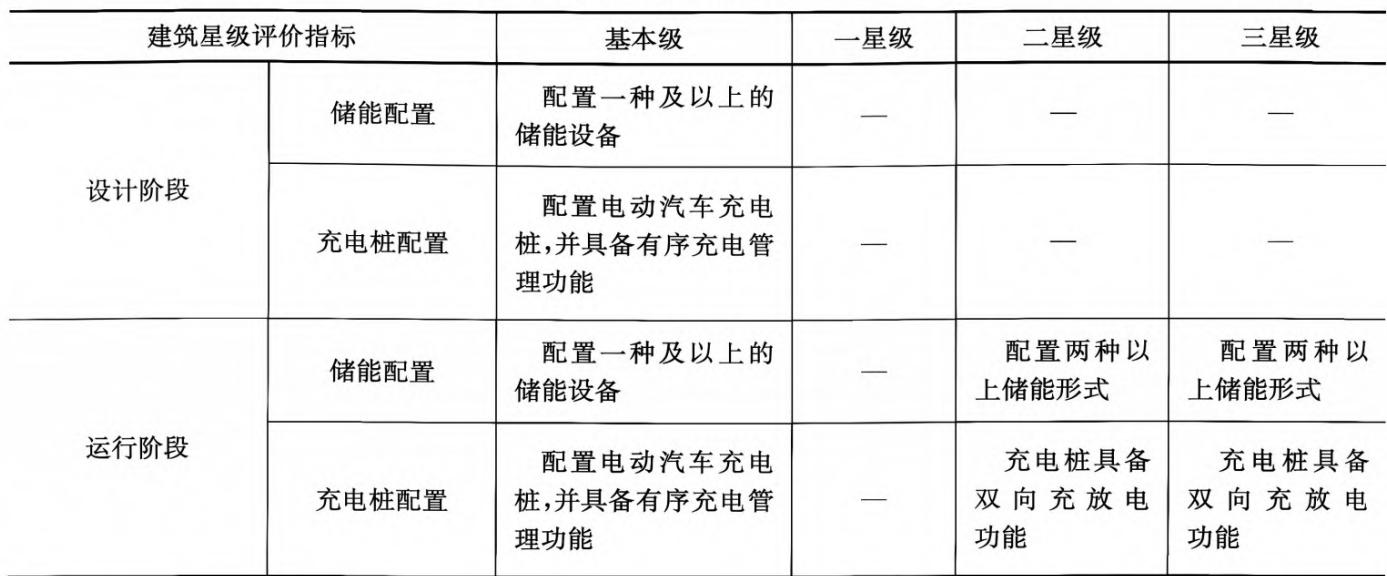 建筑星级评价指标 基本级 一星级 二星级 三星级
设计阶段
储能配置
配置一种及以上的
储能设备
— — —
充电桩配置
配置电动汽车充电
桩,并具备有序充电管
理功能
— — —
运行阶段
储能配置
配置一种及以上的
储能设备
—
配置两种以
上储能形式
配置两种以
上储能形式
充电桩配置
配置电动汽车充电
桩,并具备有序充电管
理功能
—
充电桩具备
双向充放电
功能
充电桩具备
双向充放电
功能